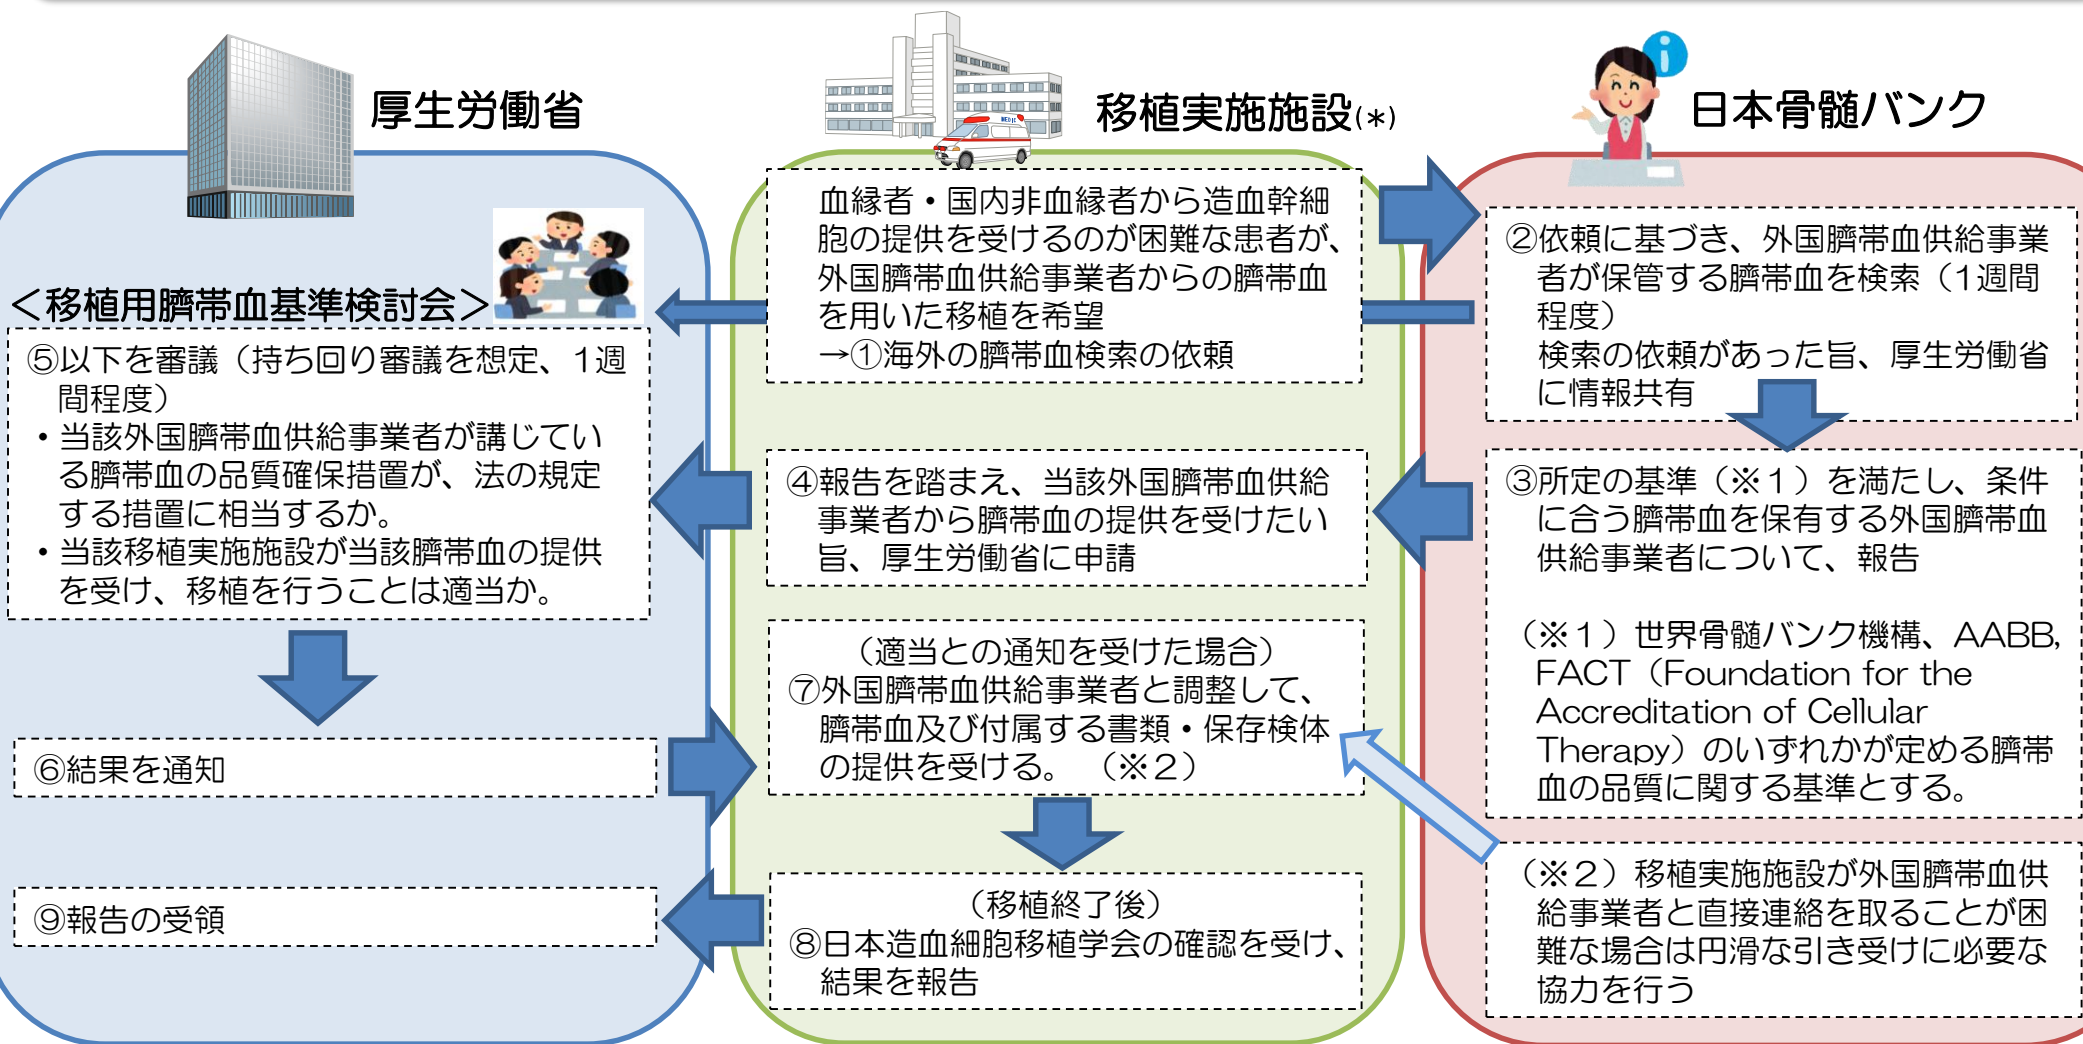 厚生労働省
移植実施施設(*)
日本骨髄バンク
MEDIC
血縁者・国内非血縁者から造血幹細
胞の提供を受けるのが困難な患者が、
外国臍帯血供給事業者からの臍帯血
を用いた移植を希望
→①海外の臍帯血検索の依頼
②依頼に基づき、外国臍帯血供給事業
者が保管する臍帯血を検索（1週間
程度）
検索の依頼があった旨、厚生労働省
に情報共有
③所定の基準（※１）を満たし、条件
に合う臍帯血を保有する外国臍帯血
供給事業者について、報告
（※１）世界骨髄バンク機構、AABB,
FACT（Foundation for the
Accreditation of Cellular
Therapy）のいずれかが定める臍帯
血の品質に関する基準とする。
④報告を踏まえ、当該外国臍帯血供給
事業者から臍帯血の提供を受けたい
旨、厚生労働省に申請
＜移植用臍帯血基準検討会＞
⑤以下を審議（持ち回り審議を想定、1週
間程度）
・当該外国臍帯血供給事業者が講じてい
る臍帯血の品質確保措置が、法の規定
する措置に相当するか。
・当該移植実施施設が当該臍帯血の提供
を受け、移植を行うことは適当か。
⑥結果を通知
（適当との通知を受けた場合）
⑦外国臍帯血供給事業者と調整して、
臍帯血及び付属する書類・保存検体
の提供を受ける。（※２）
（※２）移植実施施設が外国臍帯血供
給事業者と直接連絡を取ることが困
難な場合は円滑な引き受けに必要な
協力を行う
（移植終了後）
⑧日本造血細胞移植学会の確認を受け、
結果を報告
⑨報告の受領